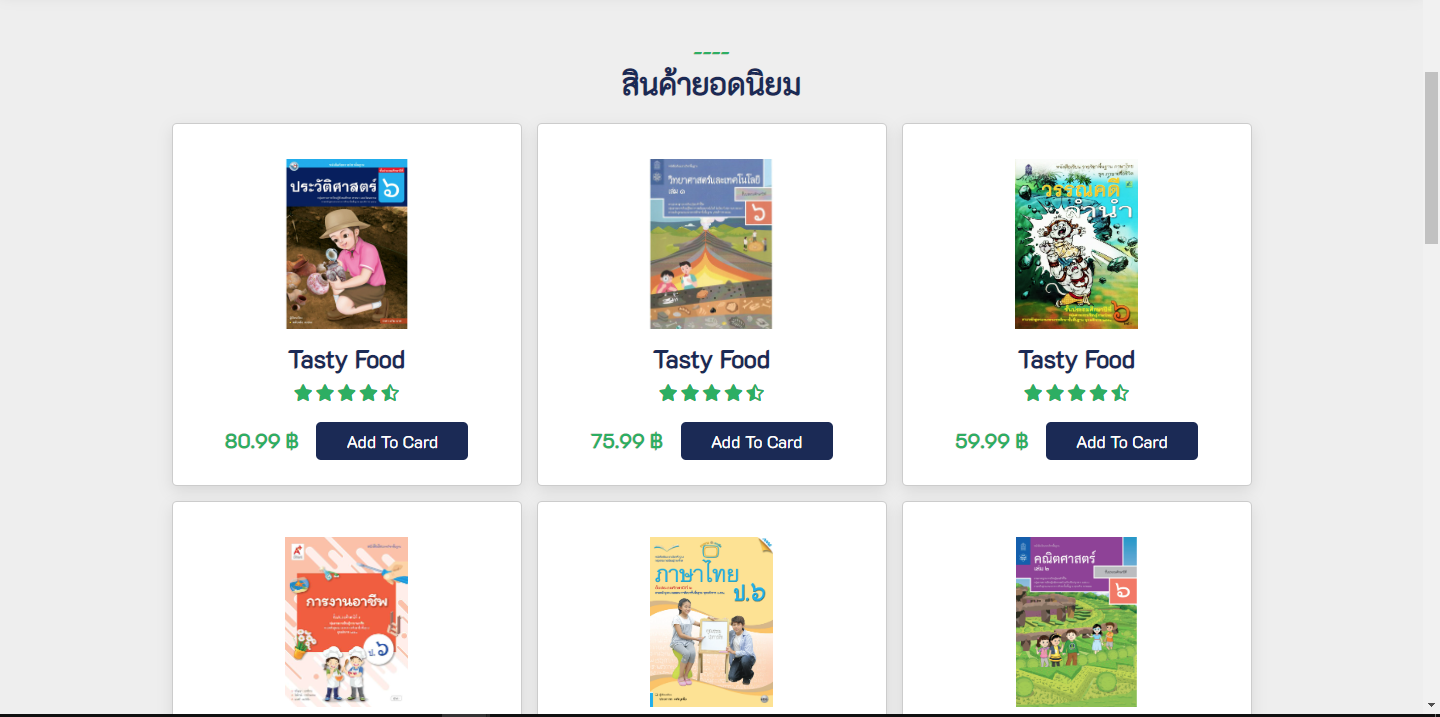 สินค้ายอดนิยม
ประวัติศาสตร์ ๖
วิทยาศาสตร์และเทคโนโลยี
เล่ม ๑
๖
วรรณคดี
ลำนำ
๖
Tasty Food
Tasty Food
Tasty Food
80.99 ฿ Add To Card
75.99 ฿ Add To Card
59.99 ฿ Add To Card
การงานอาชีพ
ป.๖
ภาษาไทย
ป.๖
คณิตศาสตร์
เล่ม ๒
๖